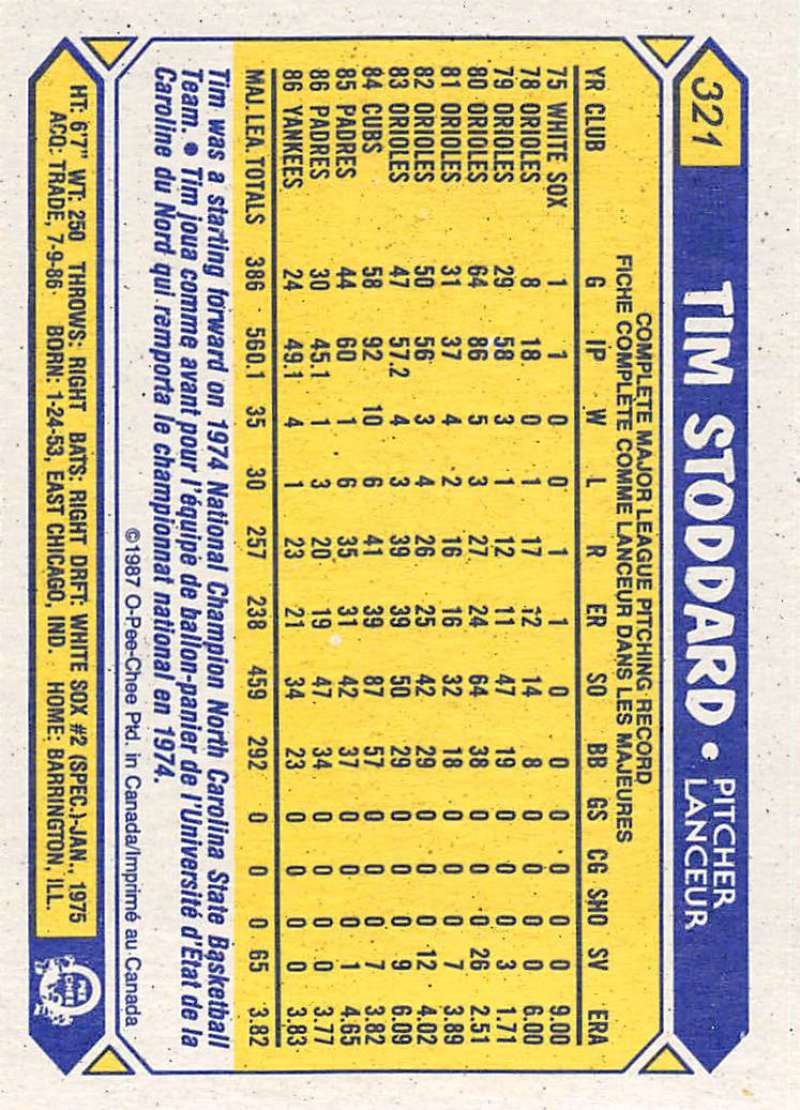 321
TIM STODDARD • PITCHER
LANCEUR
COMPLETE MAJOR LEAGUE PITCHING RECORD
FICHE COMPLÈTE COMME LANCEUR DANS LES MAJEURES
YR CLUB G IP W L R ER SO BB GS CG SHO SV ERA
75 WHITE SOX 1 1 0 0 1 1 0 0 0 0 0 0 9.00
78 ORIOLES 8 18 0 1 17 12 14 8 0 0 0 0 6.00
79 ORIOLES 29 58 3 1 12 11 47 19 0 0 0 3 1.71
80 ORIOLES 64 86 5 3 27 24 64 38 0 0 0 26 2.51
81 ORIOLES 31 37 4 2 16 16 32 18 0 0 0 7 3.89
82 ORIOLES 50 56 3 4 26 25 42 29 0 0 0 12 4.02
83 ORIOLES 47 57.2 4 3 39 39 50 29 0 0 0 9 6.09
84 CUBS 58 92 10 6 41 39 87 57 0 0 0 7 3.82
85 PADRES 44 60 1 6 35 31 42 37 0 0 0 1 4.65
86 PADRES 30 45.1 1 3 20 19 47 34 0 0 0 0 3.77
86 YANKEES 24 49.1 4 1 23 21 34 23 0 0 0 0 3.83
MAJ. LEA. TOTALS 386 560.1 35 30 257 238 459 292 0 0 0 65 3.82
Tim was a starting forward on 1974 National Champion North Carolina State Basketball
Team. • Tim joua comme avant pour l'équipe de ballon-panier de l'Université d'Etat de la
Caroline du Nord qui remporta le championnat national en 1974.
©1987 O-Pee-Chee Ptd. in Canada/Imprimé au Canada
HT: 6'7" WT: 250 THROWS: RIGHT BATS: RIGHT DRFT: WHITE SOX #2 (SPEC.)-JAN., 1975
ACQ: TRADE, 7-9-86 BORN: 1-24-53, EAST CHICAGO, IND. HOME: BARRINGTON, ILL.
O
PEE
CHEE